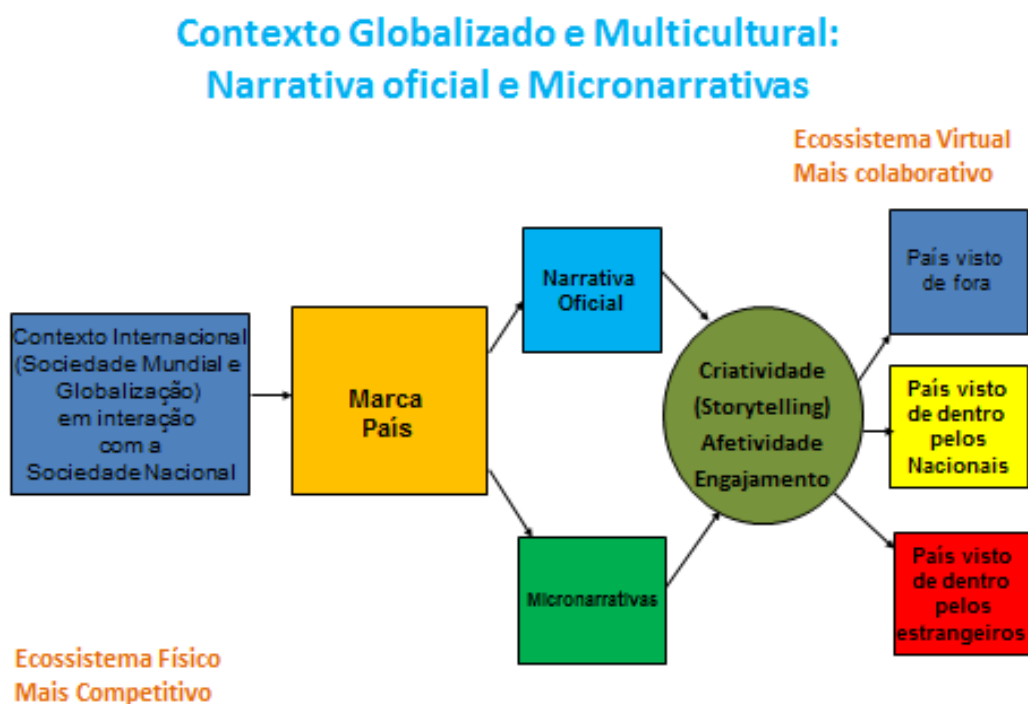 Contexto Globalizado e Multicultural:
Narrativa oficial e Micronarrativas
Ecossistema Virtual
Mais colaborativo
Contexto Internacional
(Sociedade Mundial e
Globalização)
em interação
com a
Sociedade Nacional
Marca
País
Narrativa
Oficial
Micronarrativas
Criatividade
(Storytelling)
Afetividade
Engajamento
País visto
de fora
País visto
de dentro
pelos
Nacionais
País visto
de dentro
pelos
estrangeiros
Ecossistema Físico
Mais Competitivo